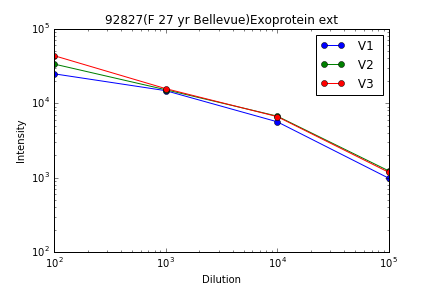 92827(F 27 yr Bellevue)Exoprotein ext
10^5
10^4
10^3
10^2
Intensity
V1
V2
V3
10^2 10^3 10^4 10^5
Dilution